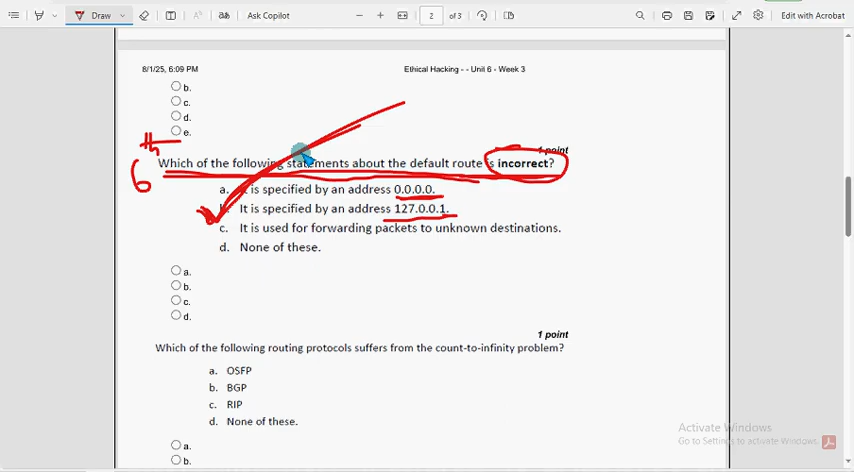 Draw
Ask Copilot
2
of 3
Edit with Acrobat
8/1/25, 6:09 PM
Ethical Hacking - - Unit 6 - Week 3
b.
c.
d.
e.
1 point
6th
Which of the following statements about the default route is incorrect?
a. It is specified by an address 0.0.0.0.
b. It is specified by an address 127.0.0.1.
c. It is used for forwarding packets to unknown destinations.
d. None of these.
a.
b.
c.
d.
1 point
Which of the following routing protocols suffers from the count-to-infinity problem?
a. OSFP
b. BGP
c. RIP
d. None of these.
a.
b.
Activate Windows
Go to Settings to activate Windows.